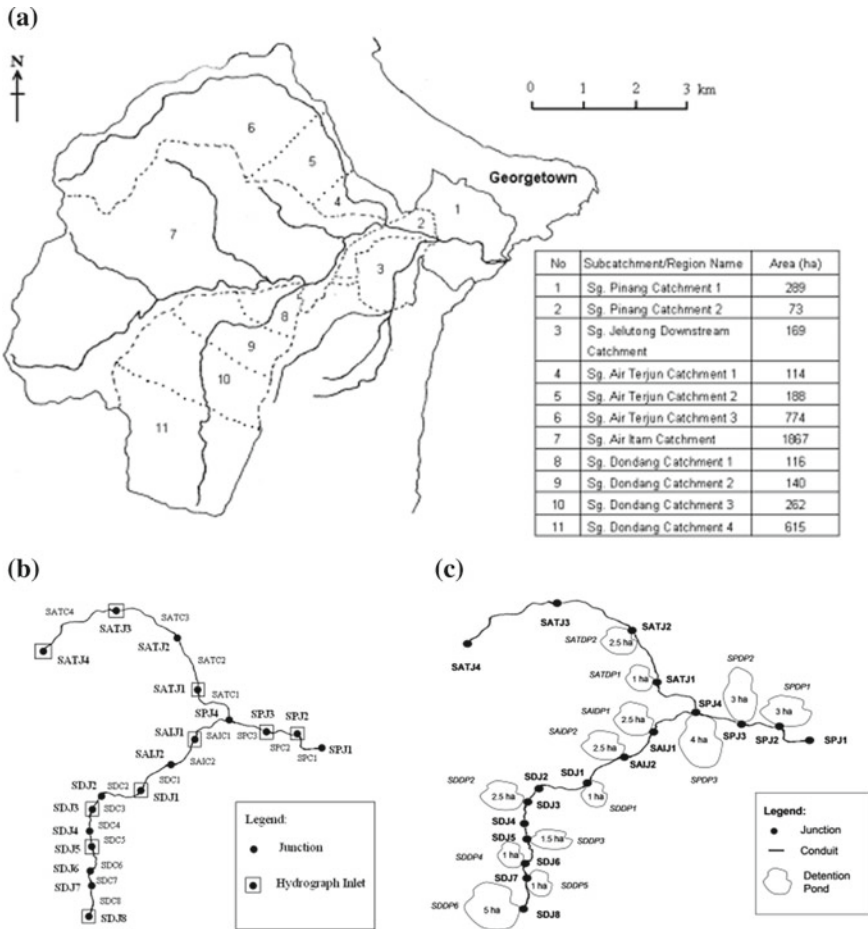 (a)
N
0 1 2 3 km
6
5
Georgetown
4
1
2
7
3
8
9
10
11
No Subcatchment/Region Name Area (ha)
1 Sg. Pinang Catchment 1 289
2 Sg. Pinang Catchment 2 73
3 Sg. Jelutong Downstream Catchment 169
4 Sg. Air Terjun Catchment 1 114
5 Sg. Air Terjun Catchment 2 188
6 Sg. Air Terjun Catchment 3 774
7 Sg. Air Itam Catchment 1867
8 Sg. Dondang Catchment 1 116
9 Sg. Dondang Catchment 2 140
10 Sg. Dondang Catchment 3 262
11 Sg. Dondang Catchment 4 615
(b)
SATC4
SATJ3
SATC3
SATJ2
SATJ4
SATC2
SATJ1
SATC1
SPJ4
SPJ3
SPJ2
SAIJ1
SAIC1
SPC3
SPC2
SPJ1
SPC1
SAIJ2
SAIC2
SDC1
SDJ2
SDC2
SDJ1
SDJ3
SDC3
SDJ4
SDC4
SDJ5
SDC5
SDJ6
SDC6
SDJ7
SDC7
SDC8
SDJ8
Legend:
Junction
Hydrograph Inlet
(c)
SATJ3
SATJ2
SATDP2
2.5 ha
SATJ4
SATDP1
1 ha
SATJ1
SPDP2
SPDP1
SPJ4
3 ha
3 ha
SAIDP1
2.5 ha
SPJ3
SPJ2
SPJ1
SAIDP2
SAIJ1
4 ha
2.5 ha
SAIJ2
SPDP3
SDJ1
SDDP2
SDJ2
2.5 ha
SDJ3
1 ha
SDDP1
SDJ4
SDJ5
1.5 ha
SDDP3
SDDP4
1 ha
SDJ6
SDJ7
1 ha
SDDP5
SDDP6
5 ha
SDJ8
Legend:
Junction
Conduit
Detention
Pond